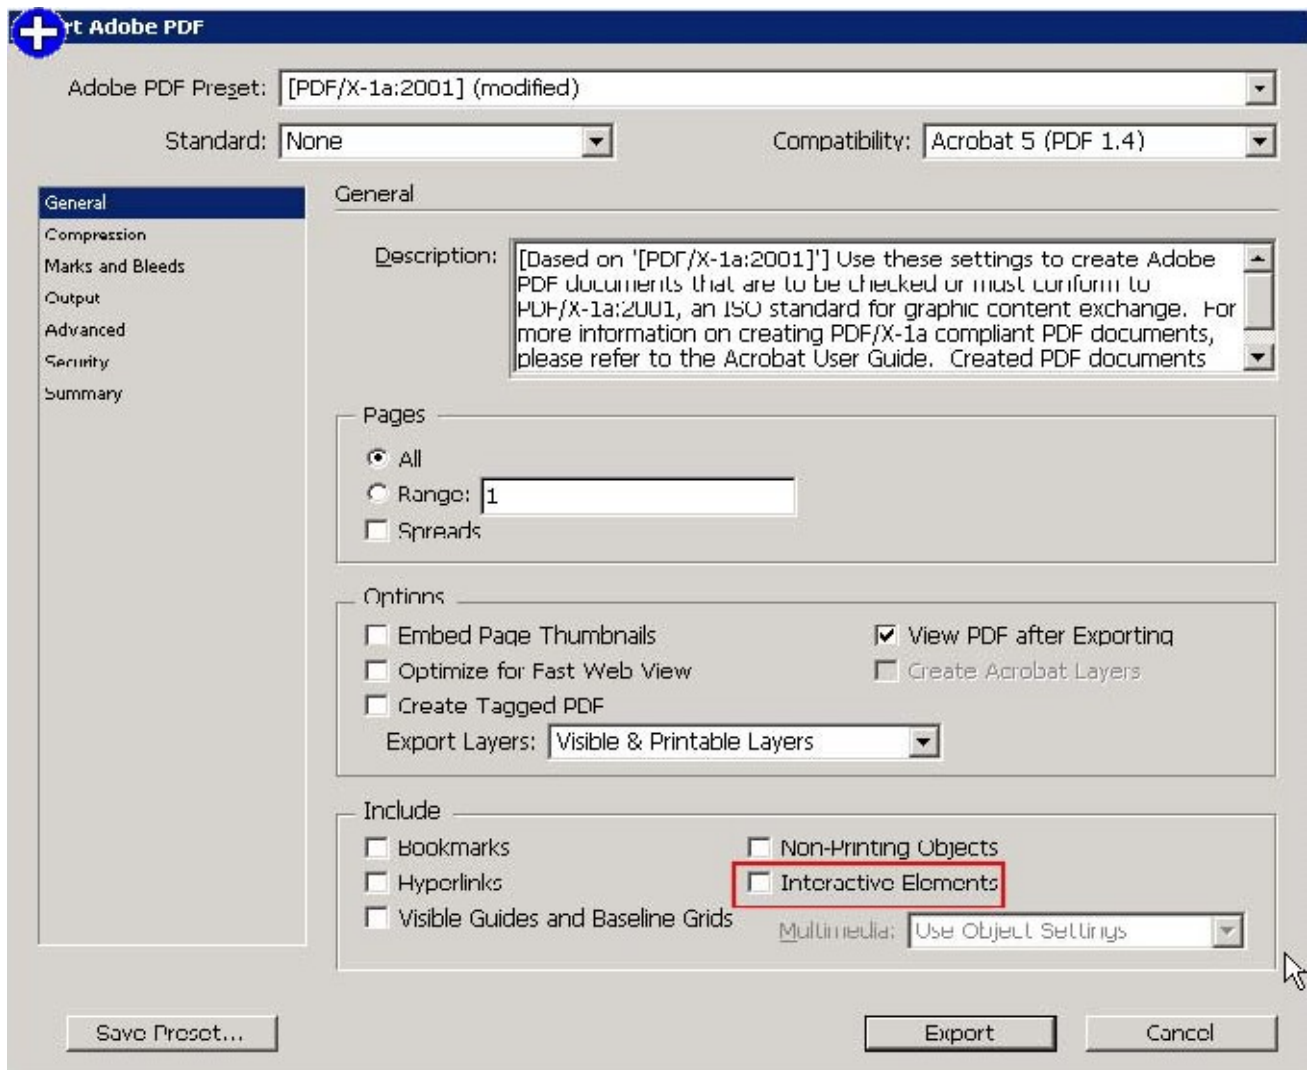 rt Adobe PDF
Adobe PDF Preset: [PDF/X-1a:2001] (modified)
Standard: None Compatibility: Acrobat 5 (PDF 1.4)
General
Compression
Marks and Bleeds
Output
Advanced
Security
Summary
General
Description: [Based on '[PDF/X-1a:2001]'] Use these settings to create Adobe
PDF documents that are to be checked or must conform to
PDF/X-1a:2001, an ISO standard for graphic content exchange. For
more information on creating PDF/X-1a compliant PDF documents,
please refer to the Acrobat User Guide. Created PDF documents
Pages
All
Range: 1
Spreads
Options
Embed Page Thumbnails View PDF after Exporting
Optimize for Fast Web View Create Acrobat Layers
Create Tagged PDF
Export Layers: Visible & Printable Layers
Include
Bookmarks Non-Printing Objects
Hyperlinks Interactive Elements
Visible Guides and Baseline Grids Multimedia: Use Object Settings
Save Preset... Export Cancel